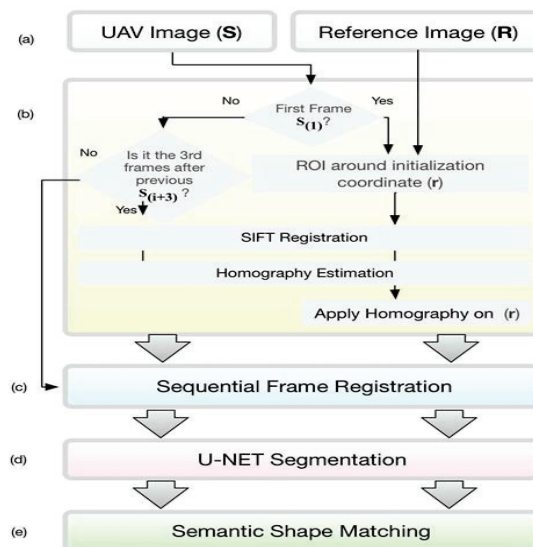 (a)
UAV Image (S)
Reference Image (R)
(b)
No
First Frame
Yes
S(1)?
No
Is it the 3rd
frames after
previous
S(i+3) ?
Yes
ROI around initialization
coordinate (r)
SIFT Registration
Homography Estimation
Apply Homography on (r)
(c)
Sequential Frame Registration
(d)
U-NET Segmentation
(e)
Semantic Shape Matching